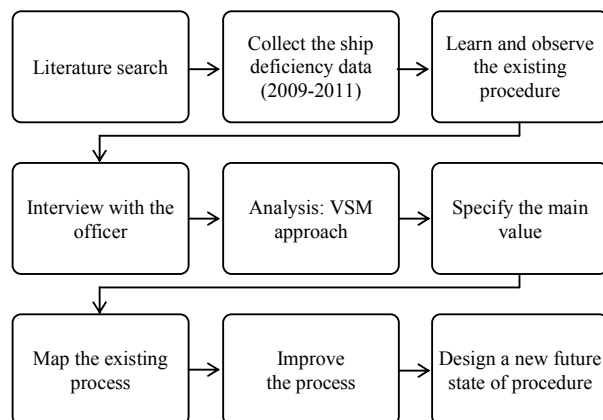 Literature search
Collect the ship
deficiency data
(2009-2011)
Learn and observe
the existing
procedure
Interview with the
officer
Analysis: VSM
approach
Specify the main
value
Map the existing
process
Improve
the process
Design a new future
state of procedure